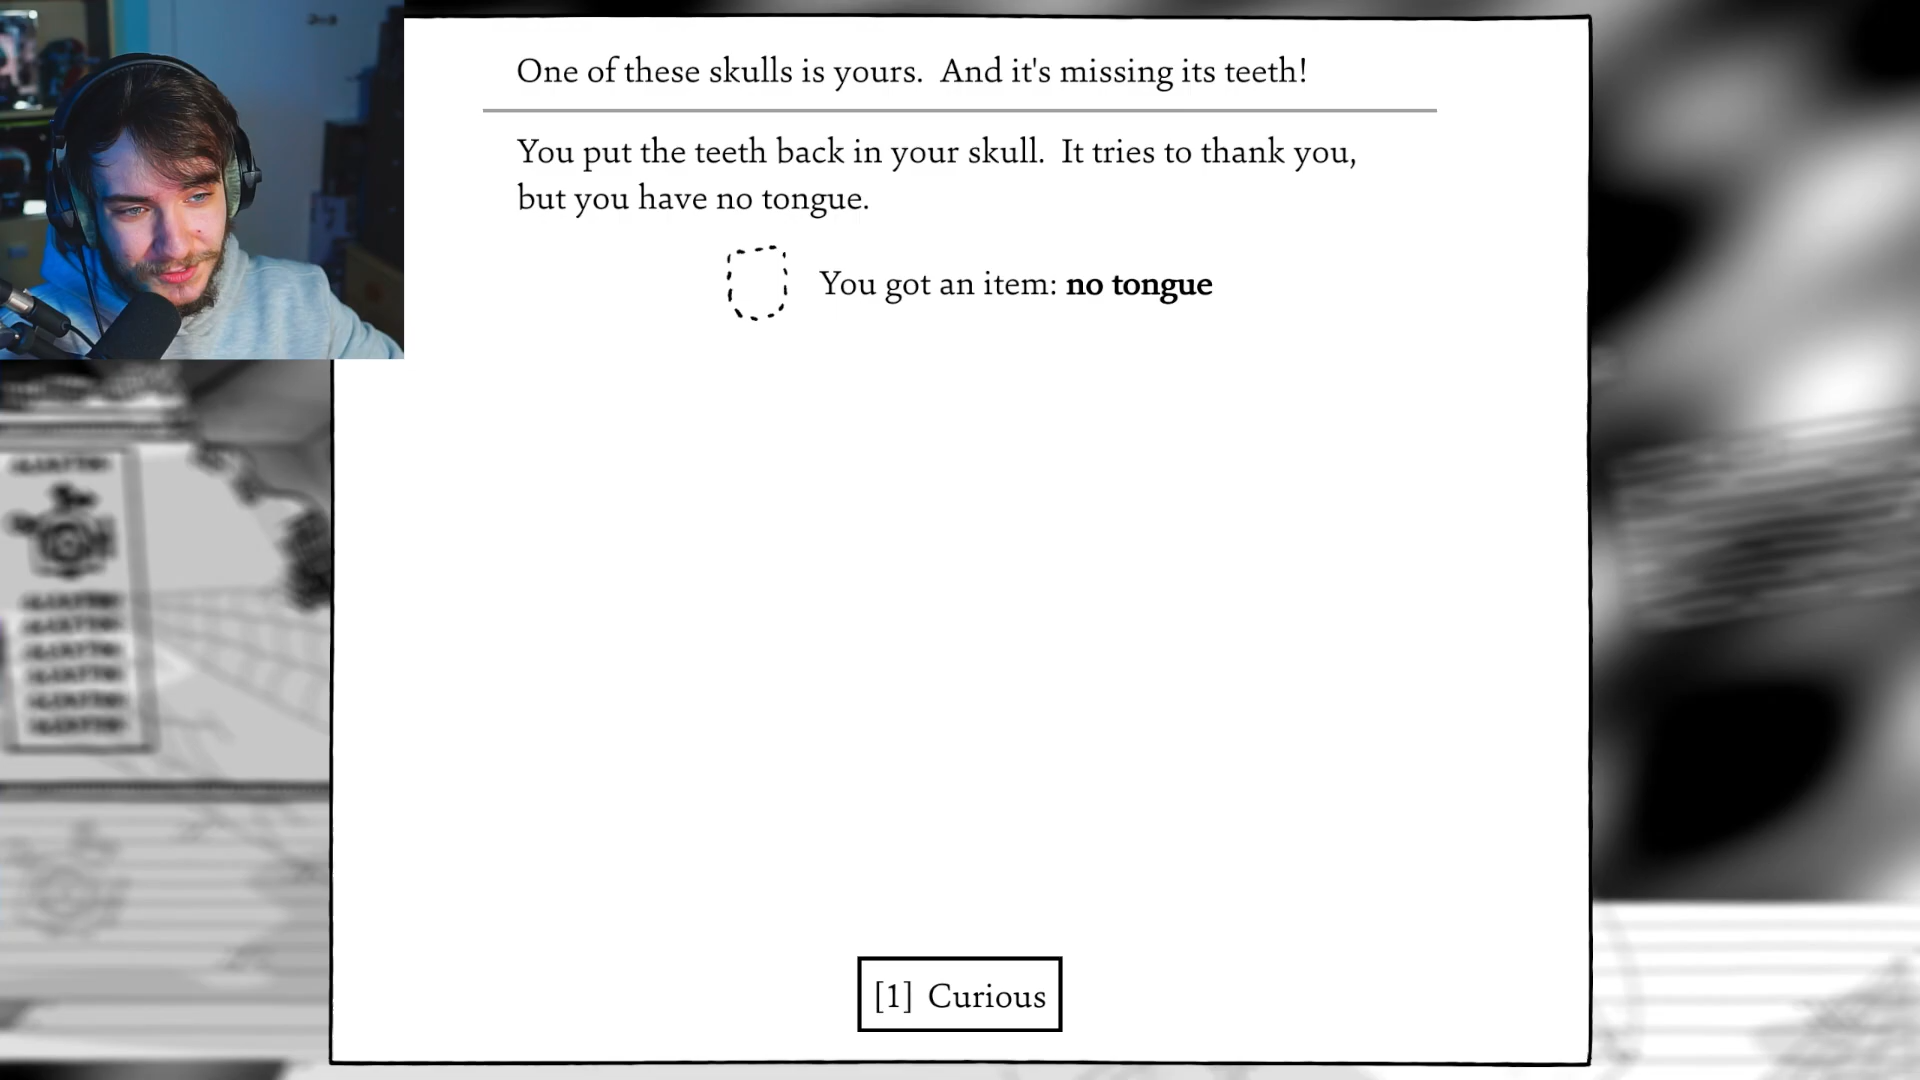 One of these skulls is yours.  And it's missing its teeth!
You put the teeth back in your skull.  It tries to thank you,
but you have no tongue.
You got an item: no tongue
[1] Curious